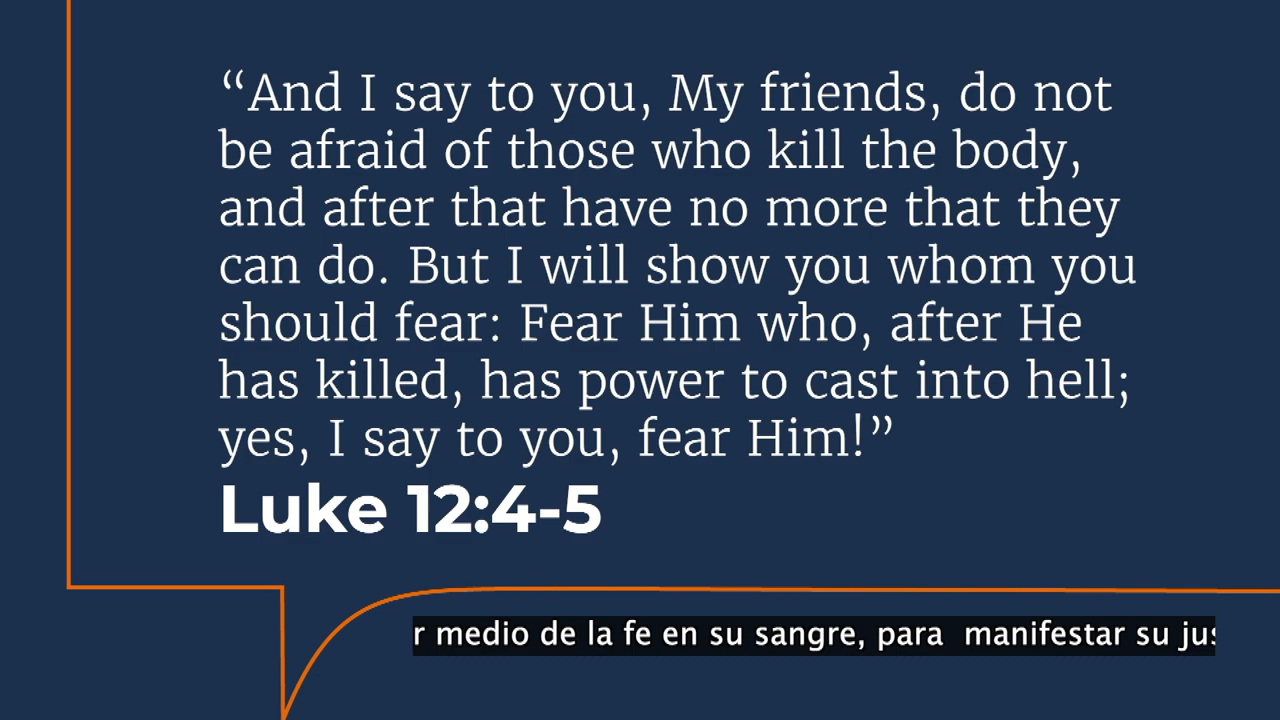 “And I say to you, My friends, do not
be afraid of those who kill the body,
and after that have no more that they
can do. But I will show you whom you
should fear: Fear Him who, after He
has killed, has power to cast into hell;
yes, I say to you, fear Him!”
Luke 12:4-5
r medio de la fe en su sangre, para manifestar su jus